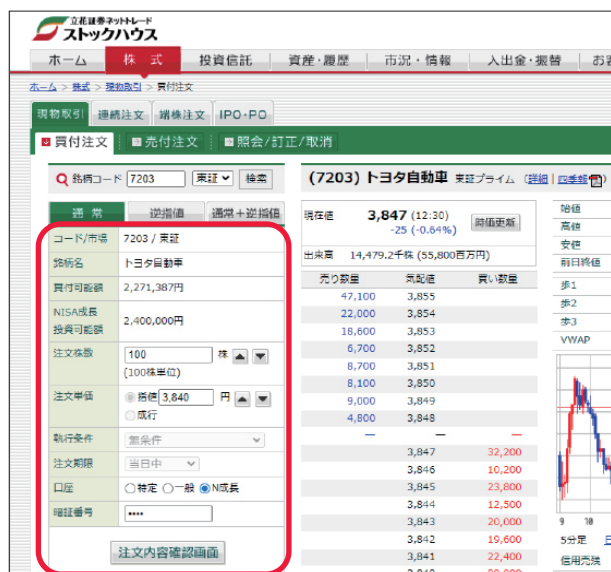 立花証券ネットトレード
ストックハウス
ホーム 株式 投資信託 資産・履歴 市況・情報 入出金・振替 お
ホーム > 株式 > 現物取引 > 買付注文
現物取引 連続注文 端株注文 IPO・PO
買付注文 売付注文 照会/訂正/取消
銘柄コード 7203 東証 検索
(7203) トヨタ自動車 東証プライム (詳細 | 四季報)
通常 逆指値 通常+逆指値
コード/市場 7203 / 東証
銘柄名 トヨタ自動車
買付可能額 2,271,387円
NISA成長
投資可能額 2,400,000円
注文株数 100 株
(100株単位)
注文単価 指値 3,840 円
成行
執行条件 無条件
注文期限 当日中
口座 特定 一般 N成長
暗証番号 ••••
注文内容確認画面
現在値 3,847 (12:30)
-25 (-0.64%)
時価更新
出来高 14,479.2千株 (55,800百万円)
売り数量 気配値 買い数量
47,100 3,855
22,000 3,854
18,600 3,853
6,700 3,852
8,700 3,851
8,100 3,850
9,000 3,849
4,800 3,848
— — —
3,847 32,200
3,846 10,200
3,845 23,800
3,844 12,500
3,843 20,000
3,842 19,600
3,841 22,400
始値
高値
安値
前日終値
歩1
歩2
歩3
VWAP
9 10
5分足 日
信用売残